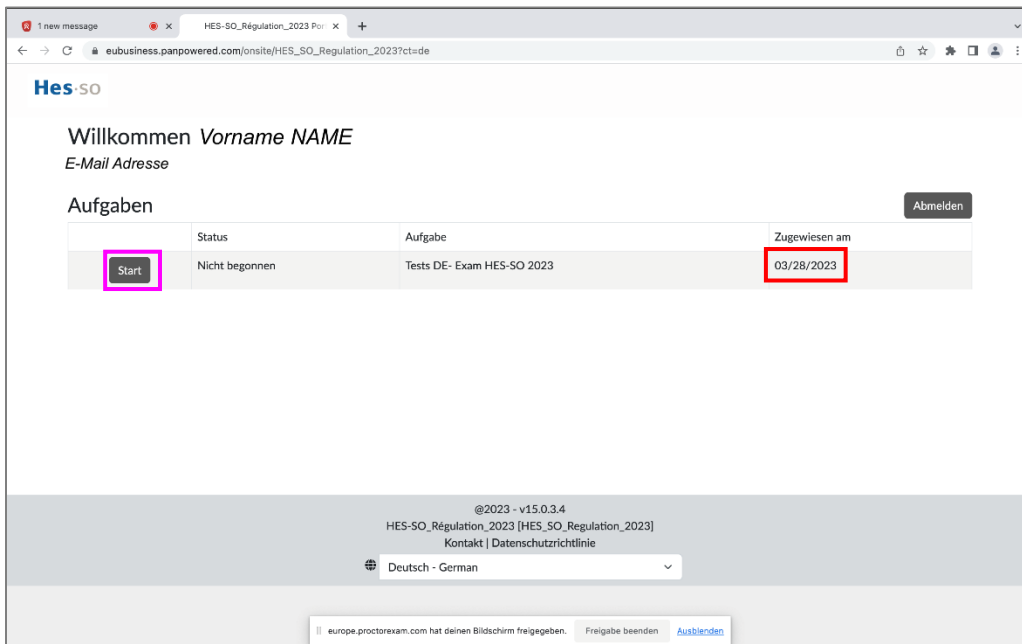 1 new message
HES-SO_Régulation_2023 Por
eubusiness.panpowered.com/onsite/HES_SO_Regulation_2023?ct=de
Hes·so
Willkommen Vorname NAME
E-Mail Adresse
Aufgaben
Abmelden
Status Aufgabe Zugewiesen am
Start Nicht begonnen Tests DE- Exam HES-SO 2023 03/28/2023
@2023 - v15.0.3.4
HES-SO_Régulation_2023 [HES_SO_Regulation_2023]
Kontakt | Datenschutzrichtlinie
Deutsch - German
europe.proctorexam.com hat deinen Bildschirm freigegeben. Freigabe beenden Ausblenden